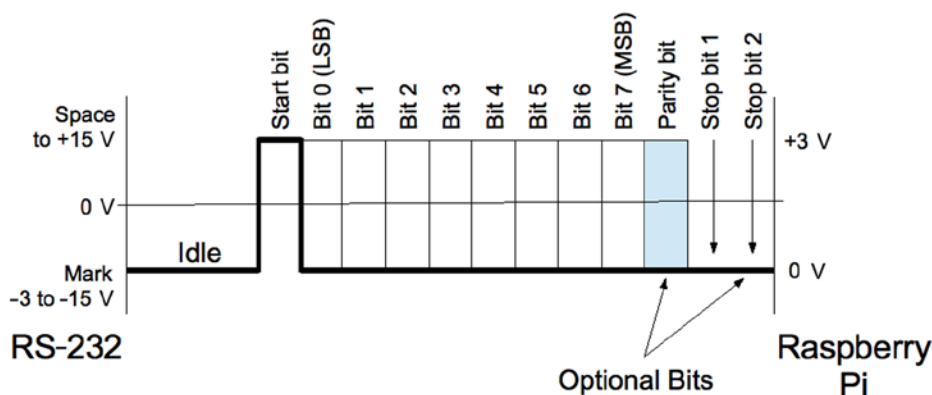 Start bit
Bit 0 (LSB)
Bit 1
Bit 2
Bit 3
Bit 4
Bit 5
Bit 6
Bit 7 (MSB)
Parity bit
Stop bit 1
Stop bit 2
Space
to +15 V
+3 V
0 V
Idle
Mark
-3 to -15 V
0 V
RS-232
Raspberry
Pi
Optional Bits